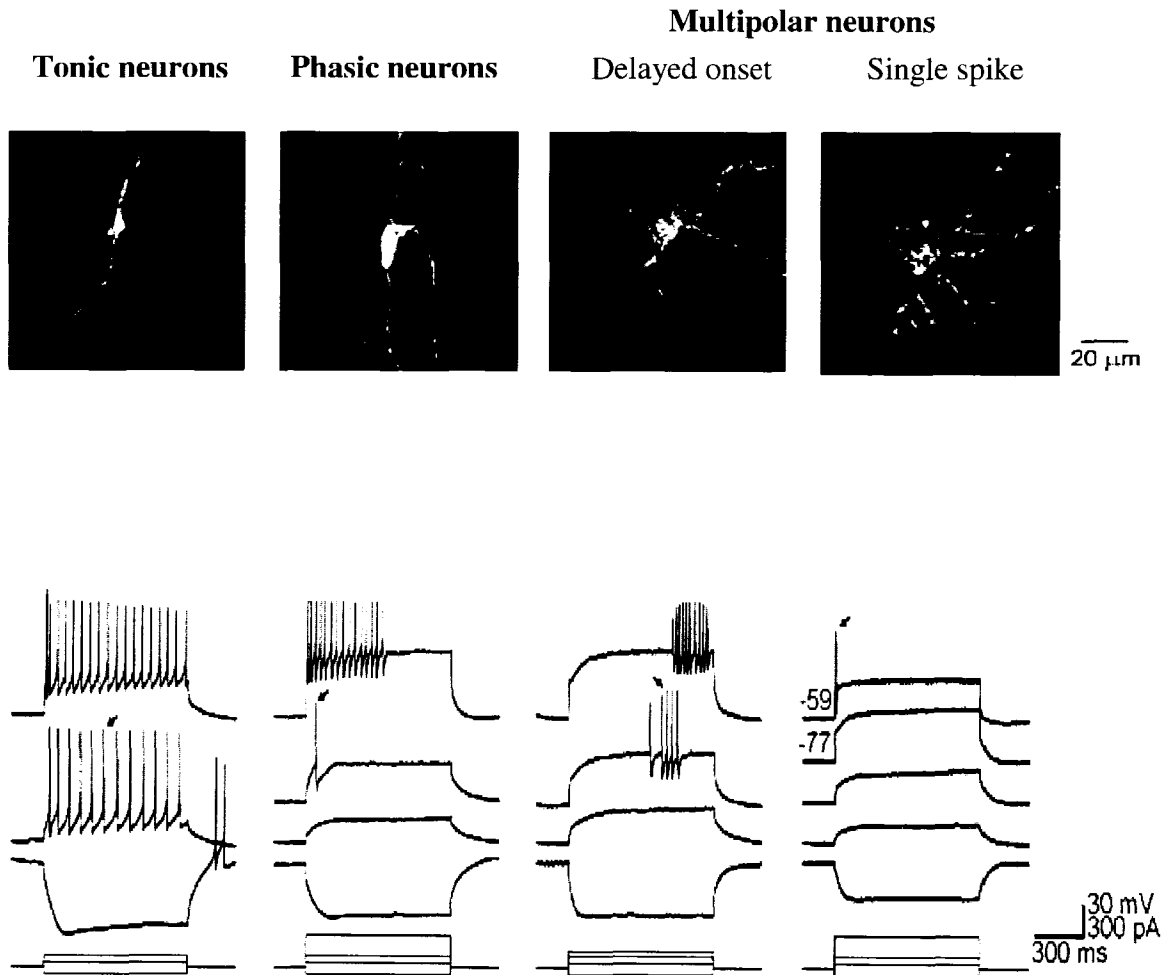 Multipolar neurons
Tonic neurons Phasic neurons Delayed onset Single spike
20 μm
-59
-77
30 mV
300 pA
300 ms